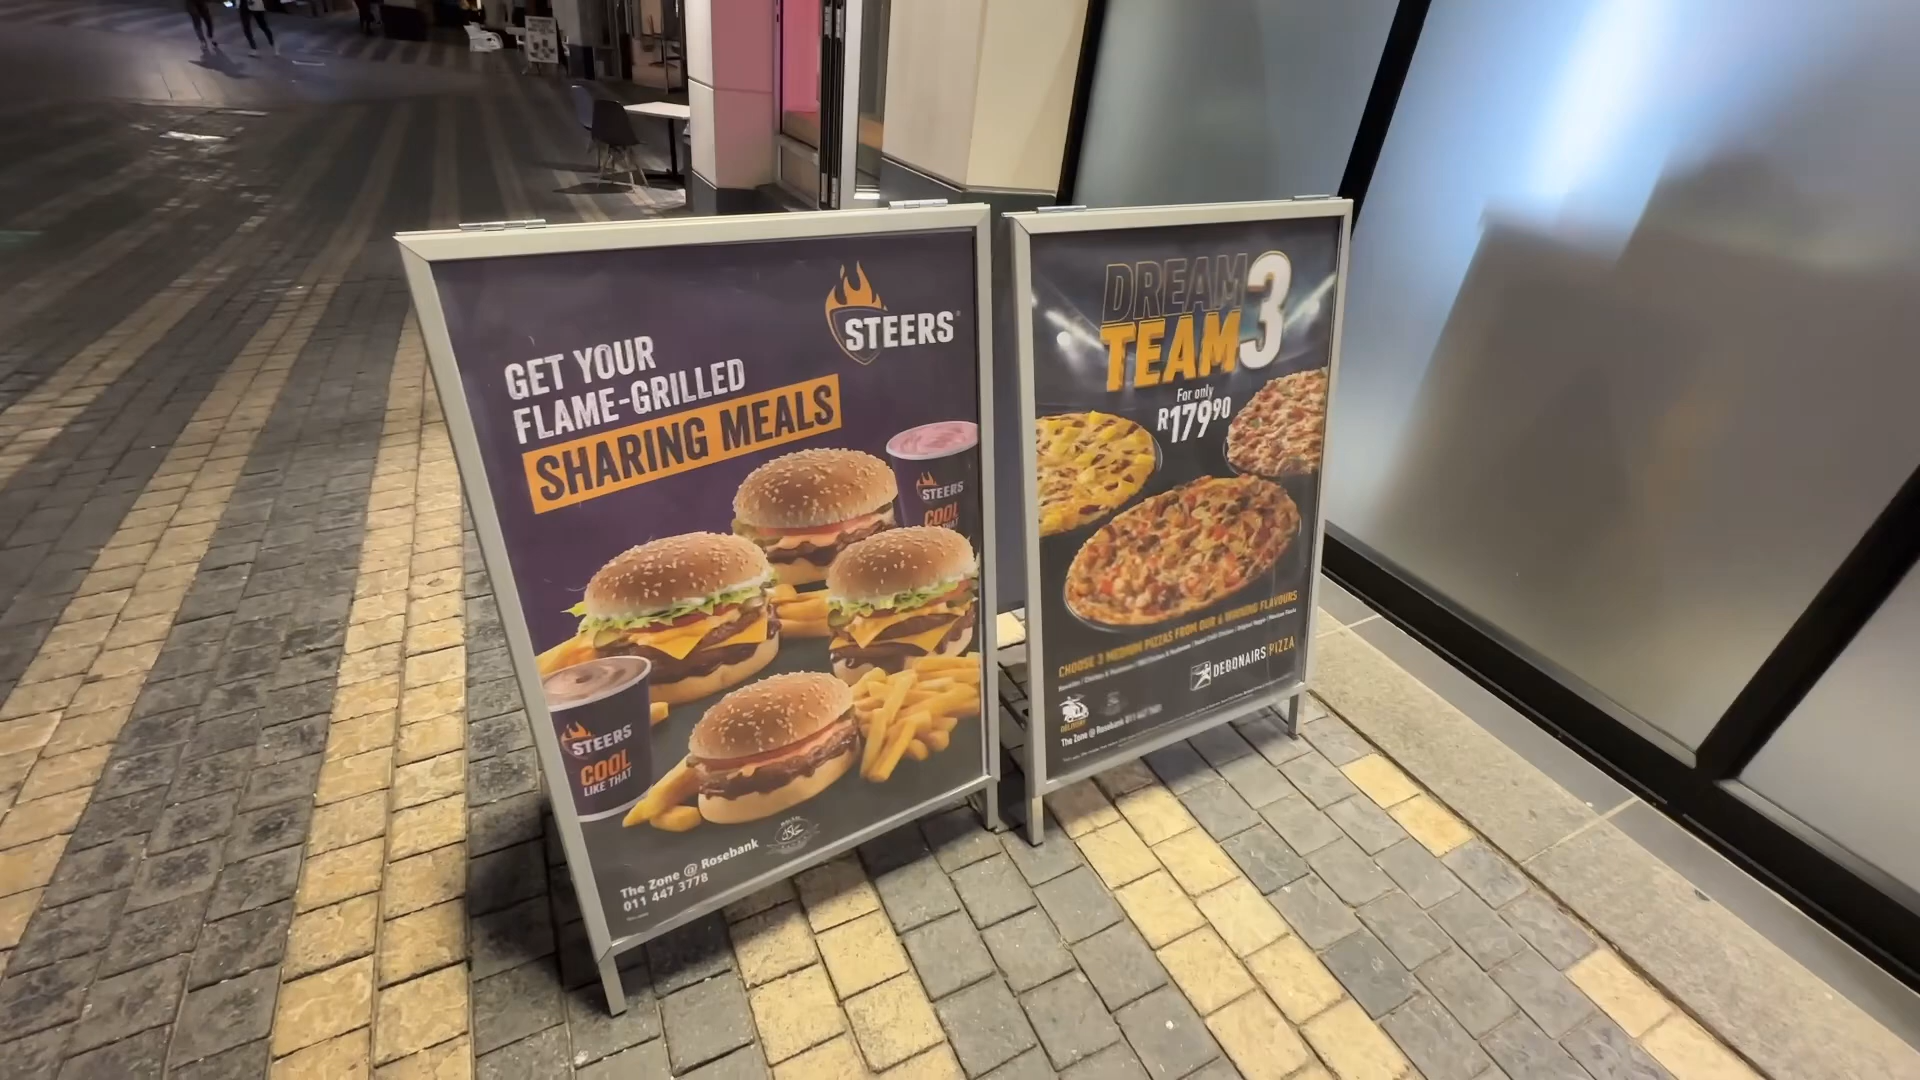 STEERS
GET YOUR
FLAME-GRILLED
SHARING MEALS
STEERS
COOL
STEERS
COOL
LIKE THAT
The Zone @ Rosebank
011 447 3778
DREAM
TEAM 3
For only
R179 90
CHOOSE 3 MEDIUM PIZZAS FROM OUR 6 WINNING FLAVOURS
DEBONAIRS PIZZA
DELIVERY
The Zone @ Rosebank